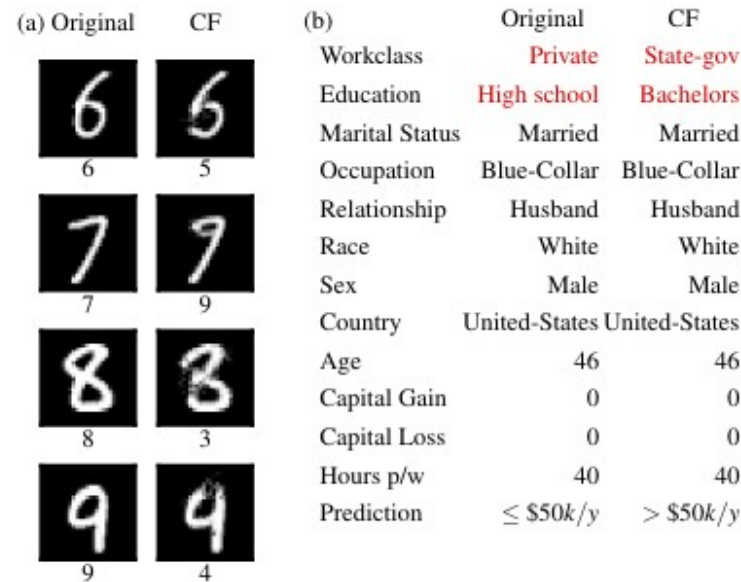 (a) Original CF
6 5
7 9
8 3
9 4
(b) Original CF
Workclass Private State-gov
Education High school Bachelors
Marital Status Married Married
Occupation Blue-Collar Blue-Collar
Relationship Husband Husband
Race White White
Sex Male Male
Country United-States United-States
Age 46 46
Capital Gain 0 0
Capital Loss 0 0
Hours p/w 40 40
Prediction ≤ $50k/y > $50k/y